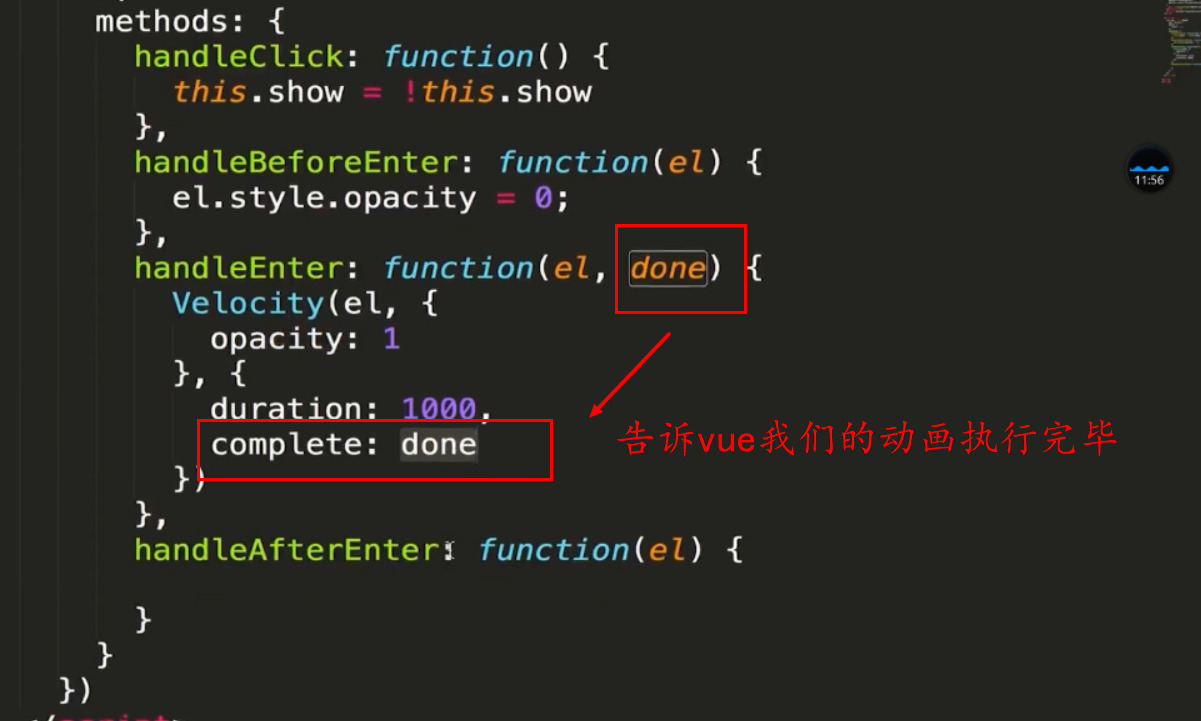 methods: {
handleClick: function() {
this.show = !this.show
},
handleBeforeEnter: function(el) {
el.style.opacity = 0;
},
handleEnter: function(el, done) {
Velocity(el, {
opacity: 1
}, {
duration: 1000,
complete: done
})
},
handleAfterEnter: function(el) {
}
}
})
告诉vue我们的动画执行完毕
11:56